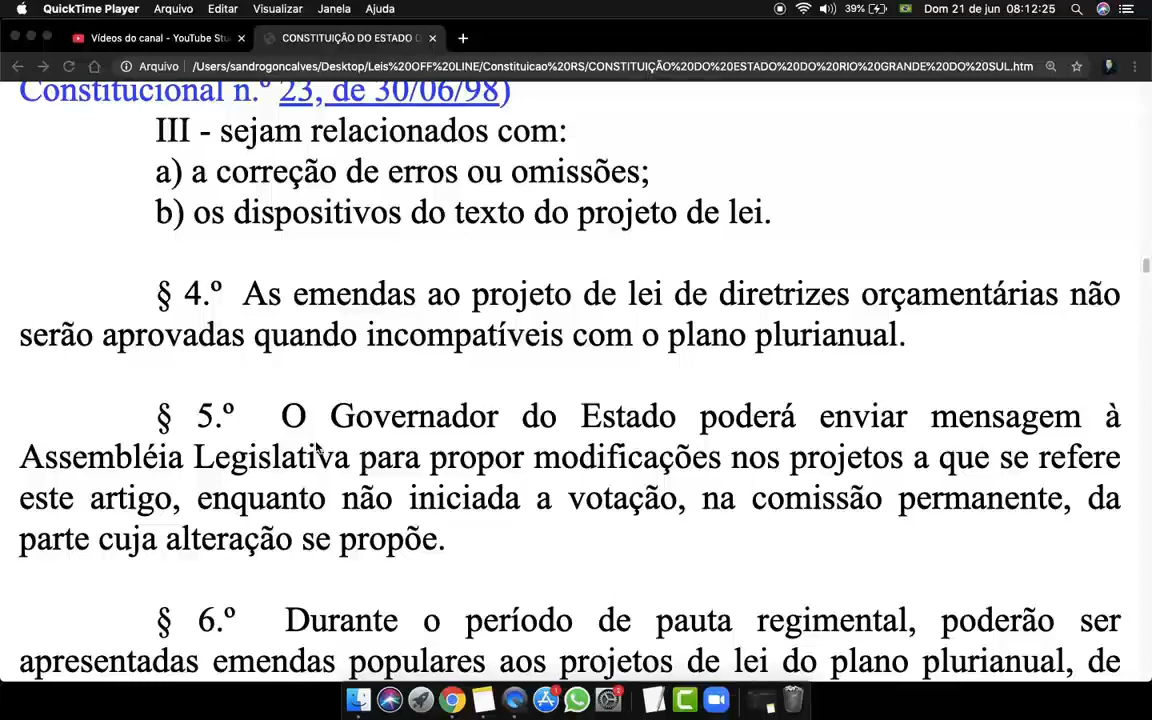 QuickTime Player Arquivo Editar Visualizar Janela Ajuda 39% Dom 21 de jun 08:12:25
Vídeos do canal - YouTube Stu × CONSTITUIÇÃO DO ESTADO × +
Arquivo /Users/sandrogoncalves/Desktop/Leis%20OFF%20LINE/Constituicao%20RS/CONSTITUIÇÃO%20DO%20ESTADO%20DO%20RIO%20GRANDE%20DO%20SUL.htm
Constitucional n.º 23, de 30/06/98)
III - sejam relacionados com:
a) a correção de erros ou omissões;
b) os dispositivos do texto do projeto de lei.
§ 4.º As emendas ao projeto de lei de diretrizes orçamentárias não
serão aprovadas quando incompatíveis com o plano plurianual.
§ 5.º O Governador do Estado poderá enviar mensagem à
Assembléia Legislativa para propor modificações nos projetos a que se refere
este artigo, enquanto não iniciada a votação, na comissão permanente, da
parte cuja alteração se propõe.
§ 6.º Durante o período de pauta regimental, poderão ser
apresentadas emendas populares aos projetos de lei do plano plurianual, de